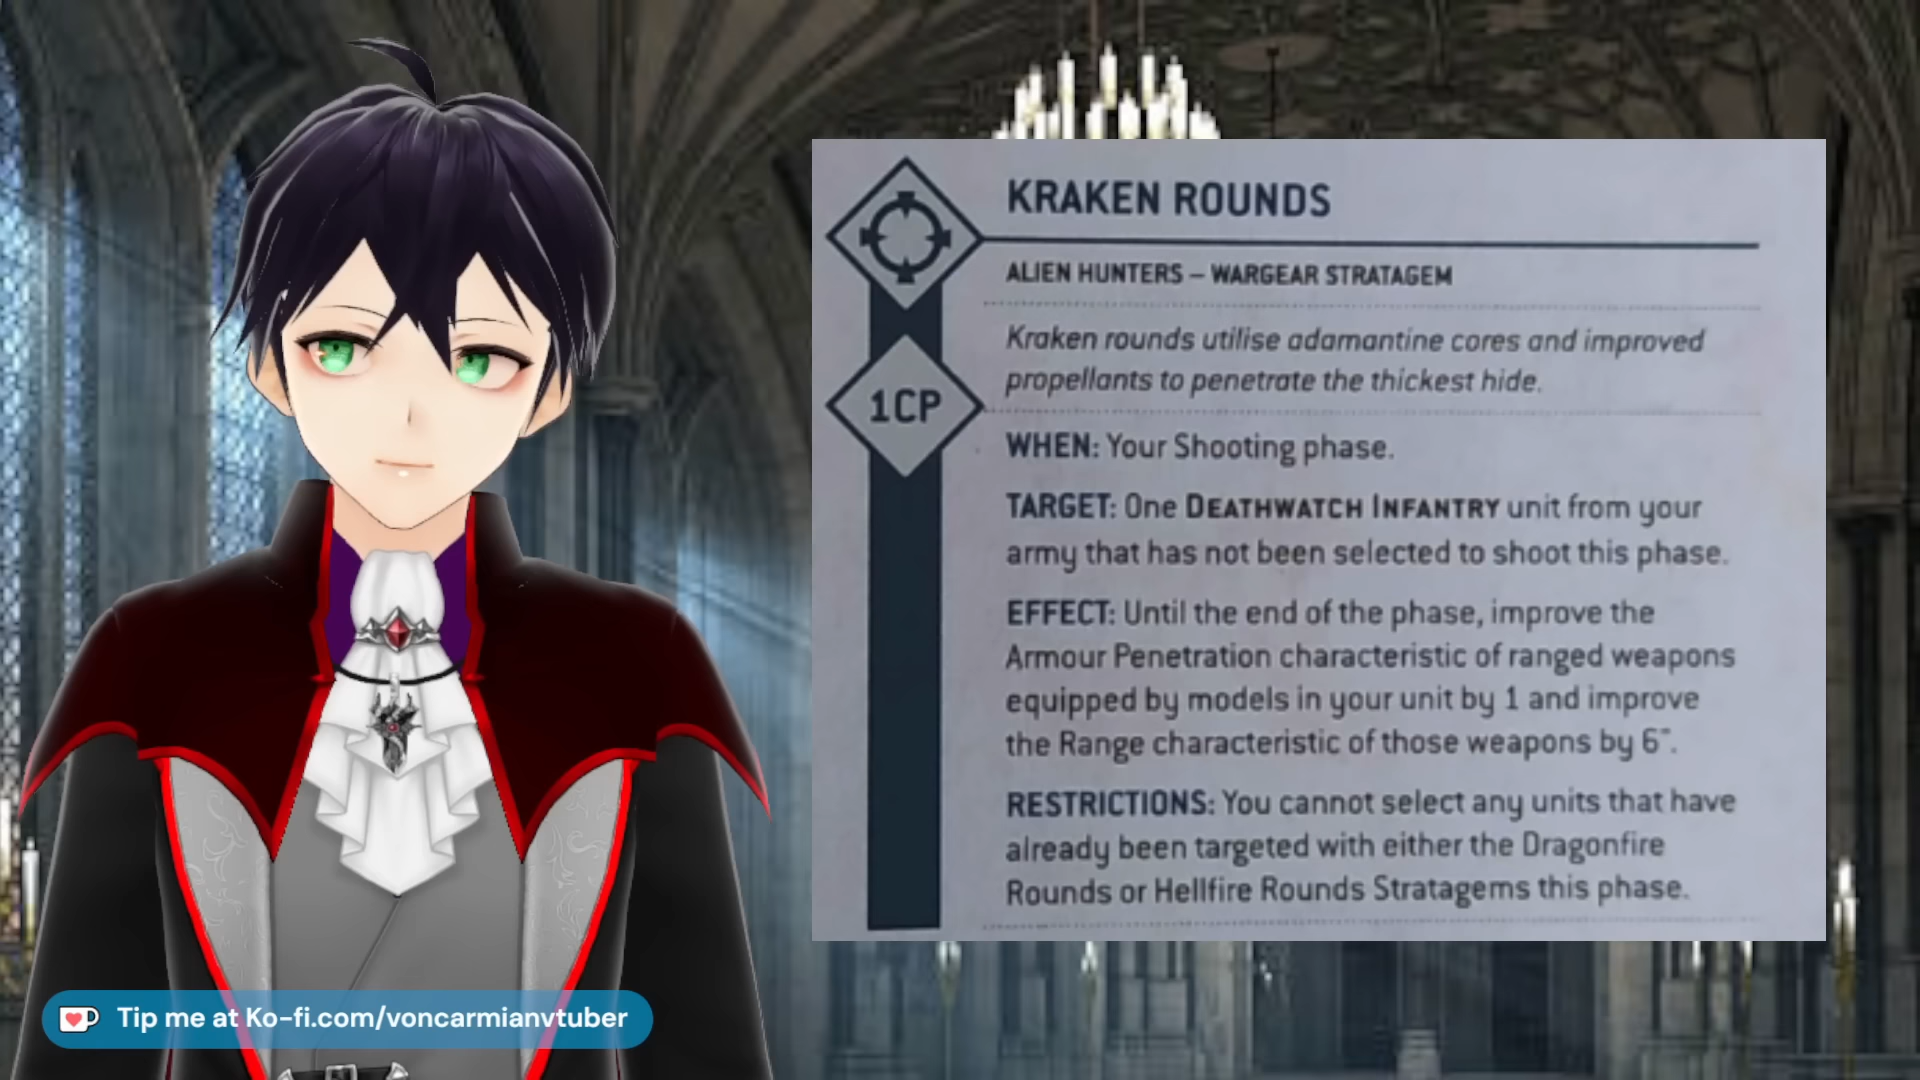 KRAKEN ROUNDS
ALIEN HUNTERS – WARGEAR STRATAGEM
Kraken rounds utilise adamantine cores and improved
propellants to penetrate the thickest hide.
1CP
WHEN: Your Shooting phase.
TARGET: One DEATHWATCH INFANTRY unit from your
army that has not been selected to shoot this phase.
EFFECT: Until the end of the phase, improve the
Armour Penetration characteristic of ranged weapons
equipped by models in your unit by 1 and improve
the Range characteristic of those weapons by 6".
RESTRICTIONS: You cannot select any units that have
already been targeted with either the Dragonfire
Rounds or Hellfire Rounds Stratagems this phase.
Tip me at Ko-fi.com/voncarmianvtuber